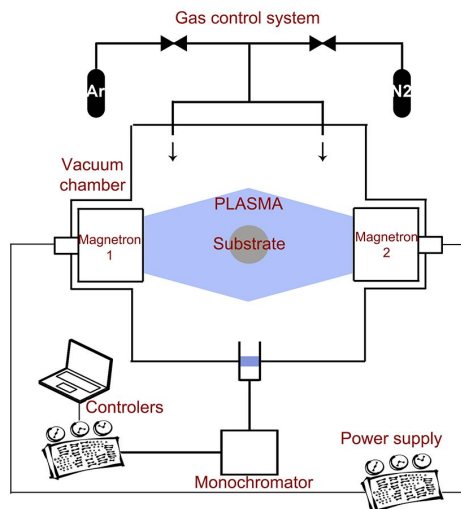 Gas control system
Ar
N2
Vacuum
chamber
PLASMA
Magnetron
1
Substrate
Magnetron
2
Controlers
Power supply
Monochromator